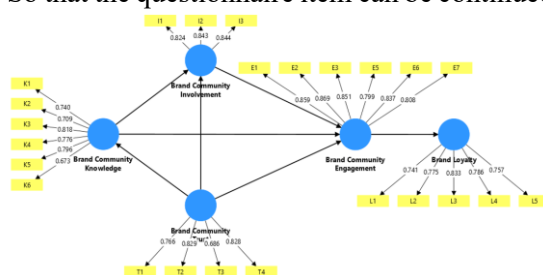 So that the questionnaire item can be continued
I1 I2 I3
0.824 0.843 0.844
Brand Community
Involvement
E1 E2 E3 E5 E6 E7
0.859 0.869 0.851 0.799 0.837 0.808
K1
K2
K3
K4
K5
K6
0.740
0.709
0.818
0.776
0.796
0.673
Brand Community
Knowledge
Brand Community
Engagement
Brand Loyalty
0.741 0.775 0.833 0.786 0.757
L1 L2 L3 L4 L5
Brand Community
0.766 0.829 0.686 0.828
T1 T2 T3 T4